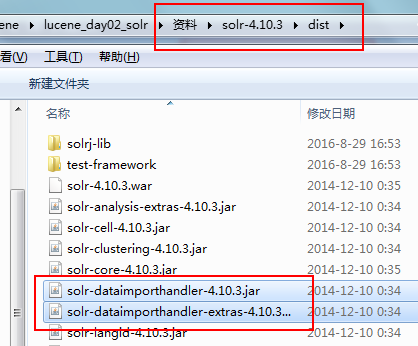 ene ▸ lucene_day02_solr ▸ 资料 ▸ solr-4.10.3 ▸ dist ▸
看(V) 工具(T) 帮助(H)
新建文件夹
名称 修改日期
solrj-lib 2016-8-29 16:53
test-framework 2016-8-29 16:53
solr-4.10.3.war 2014-12-10 0:35
solr-analysis-extras-4.10.3.jar 2014-12-10 0:34
solr-cell-4.10.3.jar 2014-12-10 0:34
solr-clustering-4.10.3.jar 2014-12-10 0:34
solr-core-4.10.3.jar 2014-12-10 0:35
solr-dataimporthandler-4.10.3.jar 2014-12-10 0:34
solr-dataimporthandler-extras-4.10.3... 2014-12-10 0:34
solr-langid-4.10.3.jar 2014-12-10 0:34